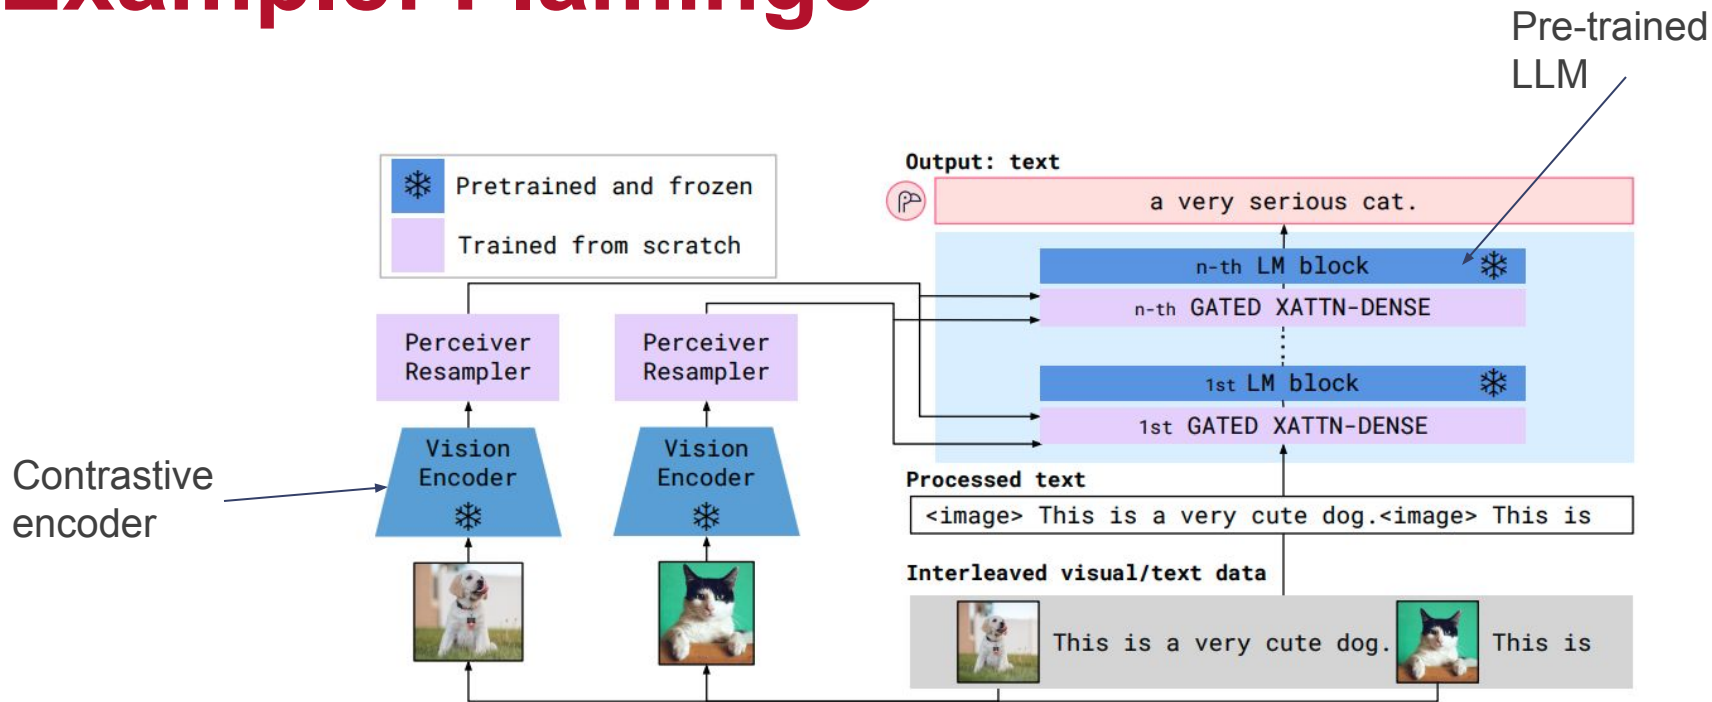 Example: Flamingo
Pre-trained
LLM
Pretrained and frozen
Trained from scratch
Output: text
a very serious cat.
n-th LM block
n-th GATED XATTN-DENSE
1st LM block
1st GATED XATTN-DENSE
Perceiver
Resampler
Perceiver
Resampler
Vision
Encoder
Vision
Encoder
Contrastive
encoder
Processed text
<image> This is a very cute dog.<image> This is
Interleaved visual/text data
This is a very cute dog.
This is